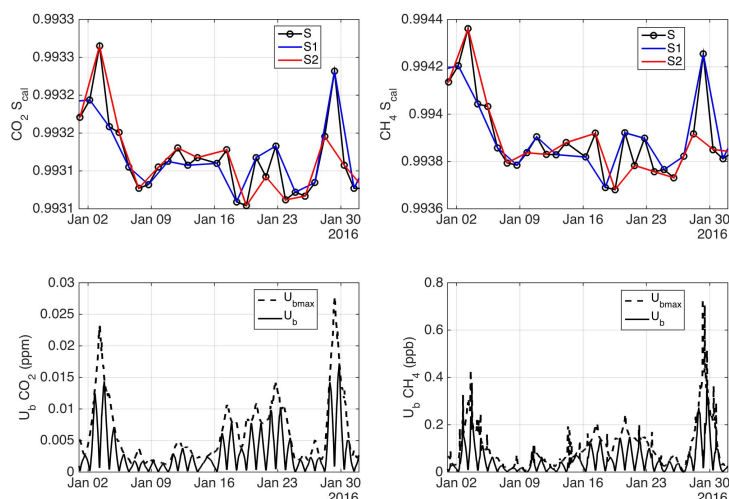 0.9933
0.9933
0.9932
0.9932
0.9931
0.9931
CO2 Scal
S
S1
S2
Jan 02 Jan 09 Jan 16 Jan 23 Jan 30
2016
0.9944
0.9942
0.994
0.9938
0.9936
CH4 Scal
S
S1
S2
Jan 02 Jan 09 Jan 16 Jan 23 Jan 30
2016
0.03
0.025
0.02
0.015
0.01
0.005
0
Ub CO2 (ppm)
Ubmax
Ub
Jan 02 Jan 09 Jan 16 Jan 23 Jan 30
2016
0.8
0.6
0.4
0.2
0
Ub CH4 (ppb)
Ubmax
Ub
Jan 02 Jan 09 Jan 16 Jan 23 Jan 30
2016